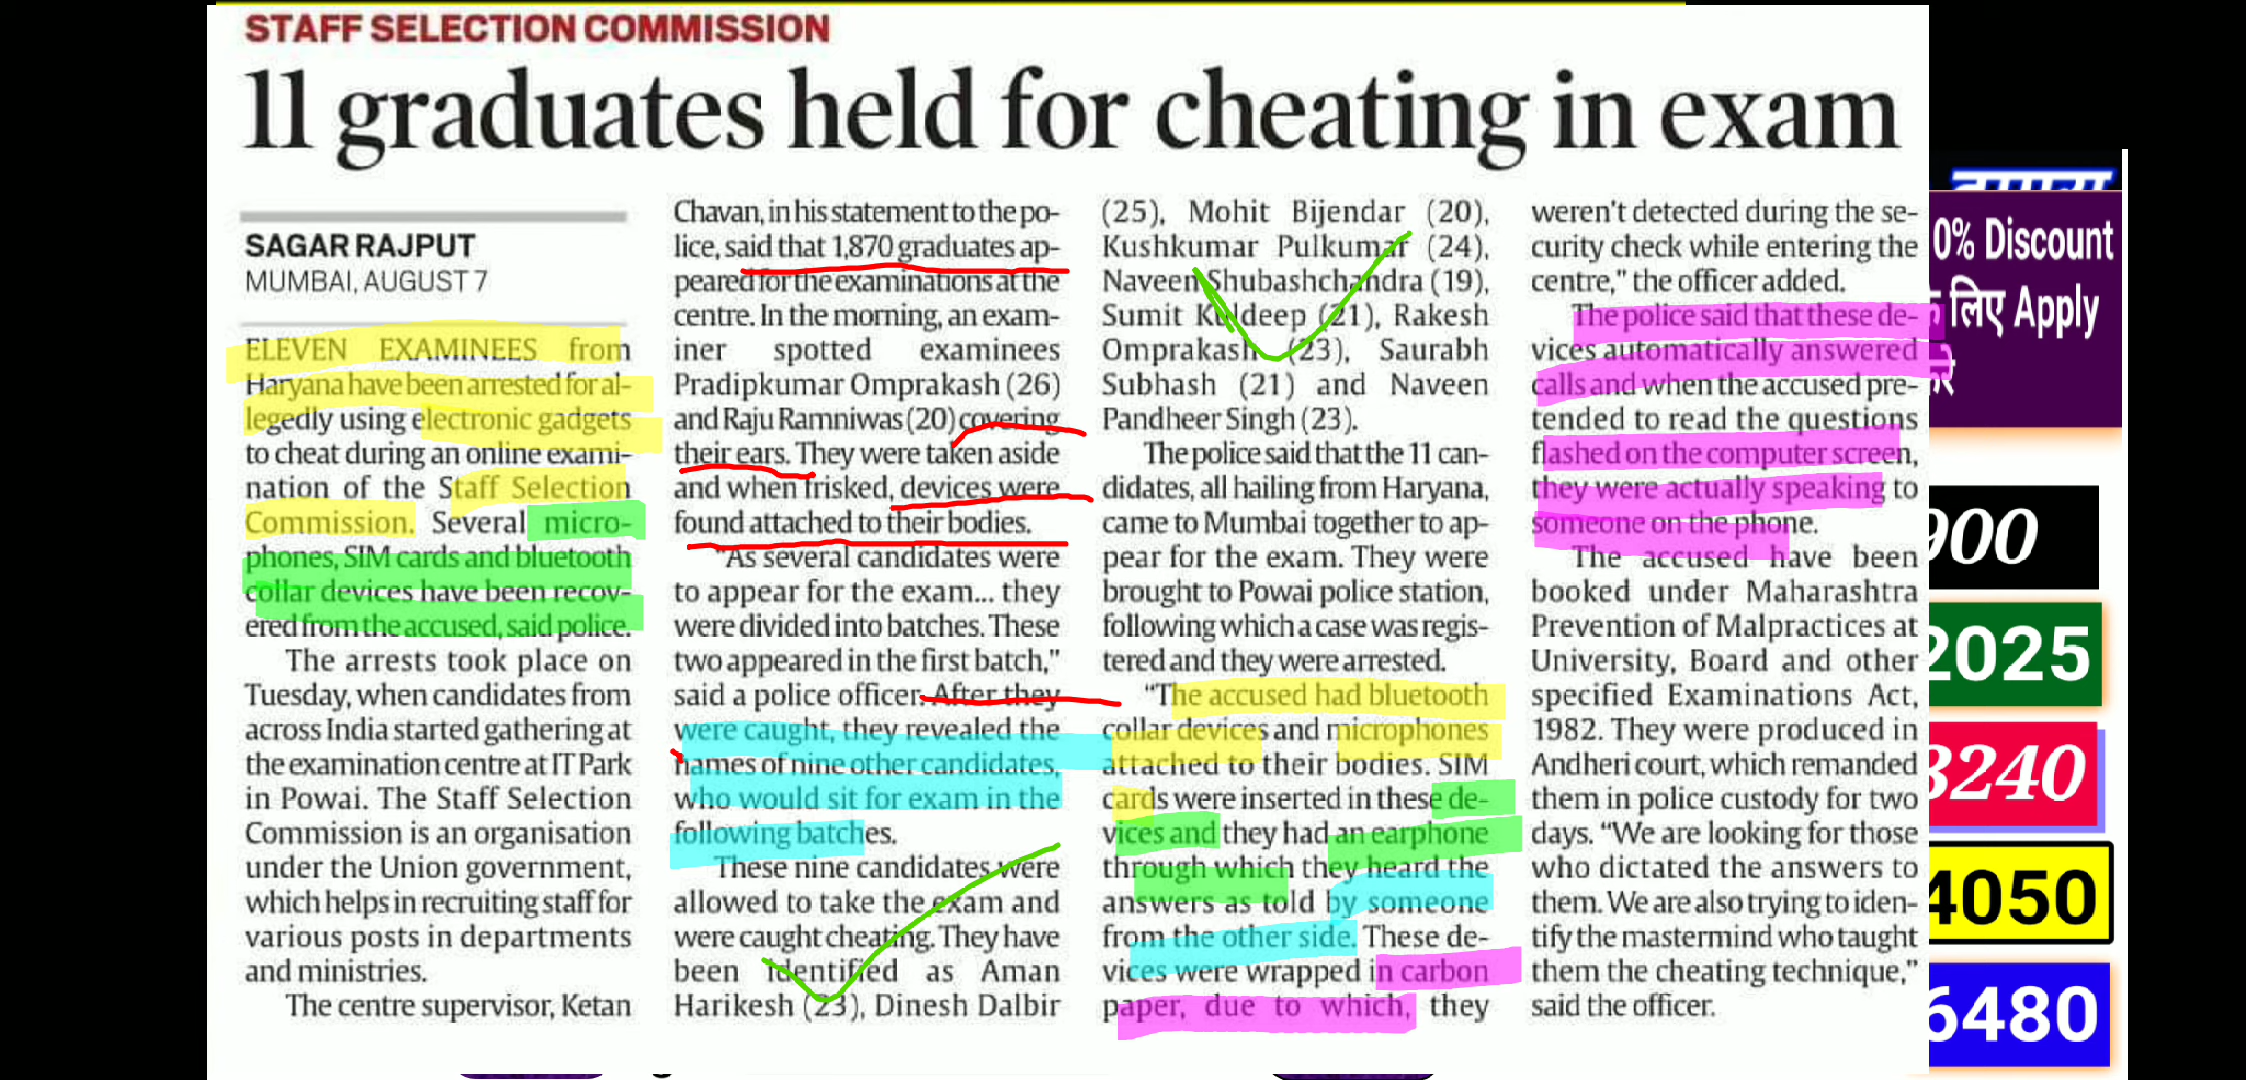 STAFF SELECTION COMMISSION
11 graduates held for cheating in exam
SAGAR RAJPUT
MUMBAI, AUGUST 7
ELEVEN EXAMINEES from
Haryana have been arrested for al-
legedly using electronic gadgets
to cheat during an online exami-
nation of the Staff Selection
Commission. Several micro-
phones, SIM cards and bluetooth
collar devices have been recov-
ered from the accused, said police.
The arrests took place on
Tuesday, when candidates from
across India started gathering at
the examination centre at IT Park
in Powai. The Staff Selection
Commission is an organisation
under the Union government,
which helps in recruiting staff for
various posts in departments
and ministries.
The centre supervisor, Ketan
Chavan, in his statement to the po-
lice, said that 1,870 graduates ap-
peared for the examinations at the
centre. In the morning, an exam-
iner spotted examinees
Pradipkumar Omprakash (26)
and Raju Ramniwas (20) covering
their ears. They were taken aside
and when frisked, devices were
found attached to their bodies.
"As several candidates were
to appear for the exam... they
were divided into batches. These
two appeared in the first batch,"
said a police officer. After they
were caught, they revealed the
names of nine other candidates,
who would sit for exam in the
following batches.
These nine candidates were
allowed to take the exam and
were caught cheating. They have
been identified as Aman
Harikesh (23), Dinesh Dalbir
(25), Mohit Bijendar (20),
Kushkumar Pulkumar (24),
Naveen Shubashchandra (19),
Sumit Kuldeep (21), Rakesh
Omprakash (23), Saurabh
Subhash (21) and Naveen
Pandheer Singh (23).
The police said that the 11 can-
didates, all hailing from Haryana,
came to Mumbai together to ap-
pear for the exam. They were
brought to Powai police station,
following which a case was regis-
tered and they were arrested.
"The accused had bluetooth
collar devices and microphones
attached to their bodies. SIM
cards were inserted in these de-
vices and they had an earphone
through which they heard the
answers as told by someone
from the other side. These de-
vices were wrapped in carbon
paper, due to which, they
weren't detected during the se-
curity check while entering the
centre," the officer added.
The police said that these de-
vices automatically answered
calls and when the accused pre-
tended to read the questions
flashed on the computer screen,
they were actually speaking to
someone on the phone.
The accused have been
booked under Maharashtra
Prevention of Malpractices at
University, Board and other
specified Examinations Act,
1982. They were produced in
Andheri court, which remanded
them in police custody for two
days. "We are looking for those
who dictated the answers to
them. We are also trying to iden-
tify the mastermind who taught
them the cheating technique,"
said the officer.
0% Discount
लिए Apply
900
2025
3240
4050
6480